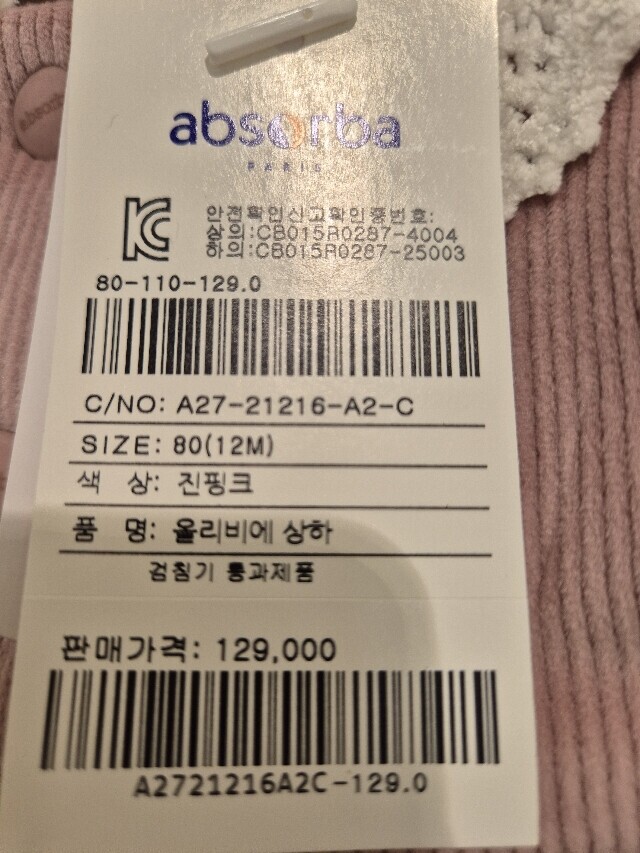 absorba
PARIS
안전확인신고확인증번호:
상의:CB015R0287-4004
하의:CB015R0287-25003
80-110-129.0
C/NO: A27-21216-A2-C
SIZE: 80(12M)
색 상: 진핑크
품 명: 올리비에 상하
검침기 통과제품
판매가격: 129,000
A2721216A2C-129.0